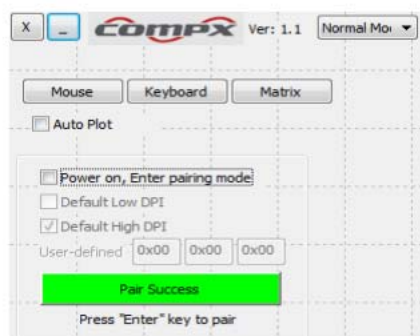 X _ COMPX Ver: 1.1 Normal Mo
Mouse Keyboard Matrix
Auto Plot
Power on, Enter pairing mode
Default Low DPI
Default High DPI
User-defined 0x00 0x00 0x00
Pair Success
Press "Enter" key to pair